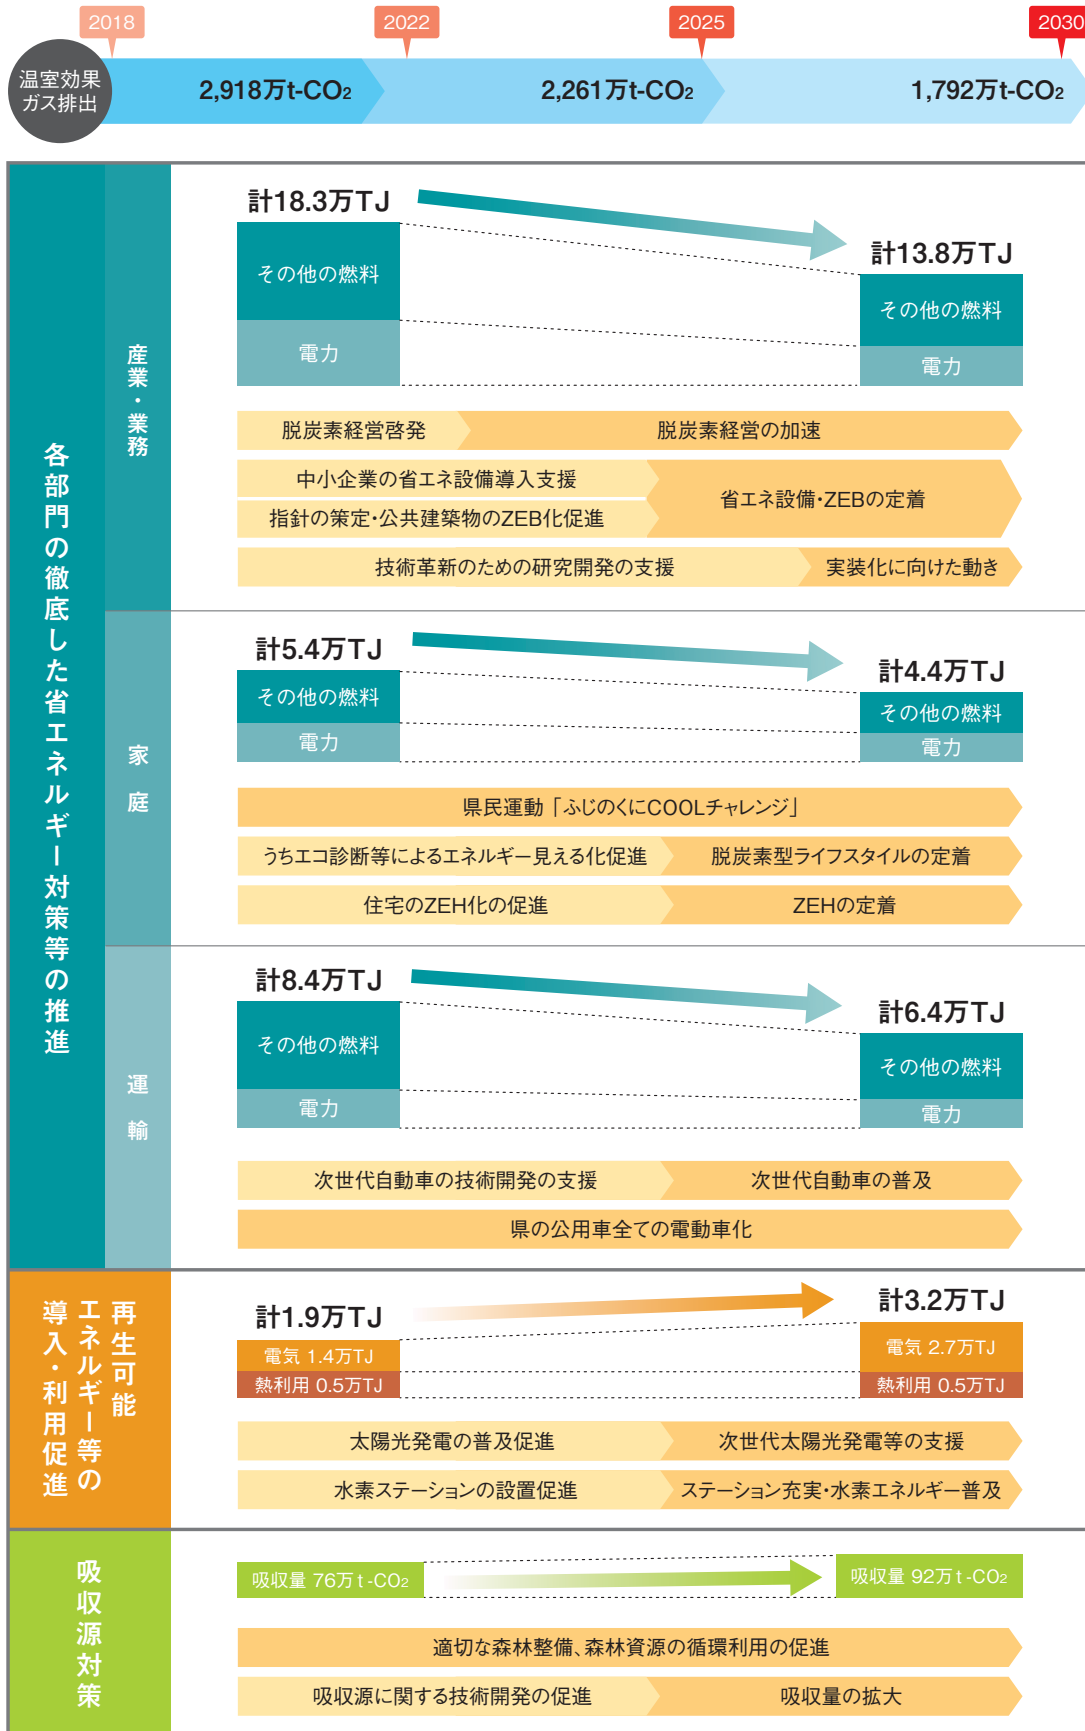 2018
2022
2025
2030
温室効果
ガス排出
2,918万t-CO2
2,261万t-CO2
1,792万t-CO2
各部門の徹底した省エネルギー対策等の推進
産業・業務
計18.3万TJ
その他の燃料
電力
計13.8万TJ
その他の燃料
電力
脱炭素経営啓発
脱炭素経営の加速
中小企業の省エネ設備導入支援
指針の策定・公共建築物のZEB化促進
省エネ設備・ZEBの定着
技術革新のための研究開発の支援
実装化に向けた動き
家庭
計5.4万TJ
その他の燃料
電力
計4.4万TJ
その他の燃料
電力
県民運動「ふじのくにCOOLチャレンジ」
うちエコ診断等によるエネルギー見える化促進
脱炭素型ライフスタイルの定着
住宅のZEH化の促進
ZEHの定着
運輸
計8.4万TJ
その他の燃料
電力
計6.4万TJ
その他の燃料
電力
次世代自動車の技術開発の支援
次世代自動車の普及
県の公用車全ての電動車化
再生可能
エネルギー等の
導入・利用促進
計1.9万TJ
電気 1.4万TJ
熱利用 0.5万TJ
計3.2万TJ
電気 2.7万TJ
熱利用 0.5万TJ
太陽光発電の普及促進
次世代太陽光発電等の支援
水素ステーションの設置促進
ステーション充実・水素エネルギー普及
吸収源対策
吸収量 76万t-CO2
吸収量 92万t-CO2
適切な森林整備、森林資源の循環利用の促進
吸収源に関する技術開発の促進
吸収量の拡大